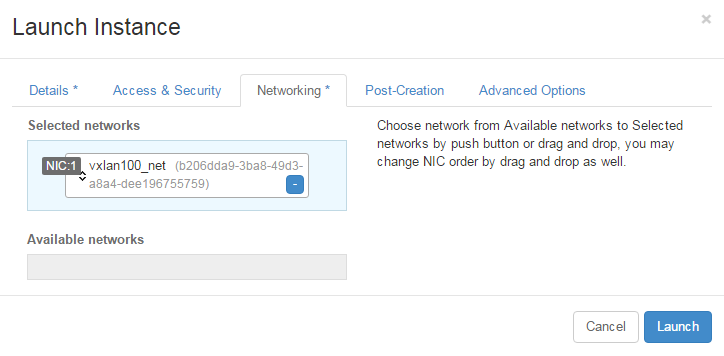 Launch Instance
×
Details *
Access & Security
Networking *
Post-Creation
Advanced Options
Selected networks
NIC:1
vxlan100_net (b206dda9-3ba8-49d3-
a8a4-dee196755759)
-
Available networks
Choose network from Available networks to Selected
networks by push button or drag and drop, you may
change NIC order by drag and drop as well.
Cancel
Launch